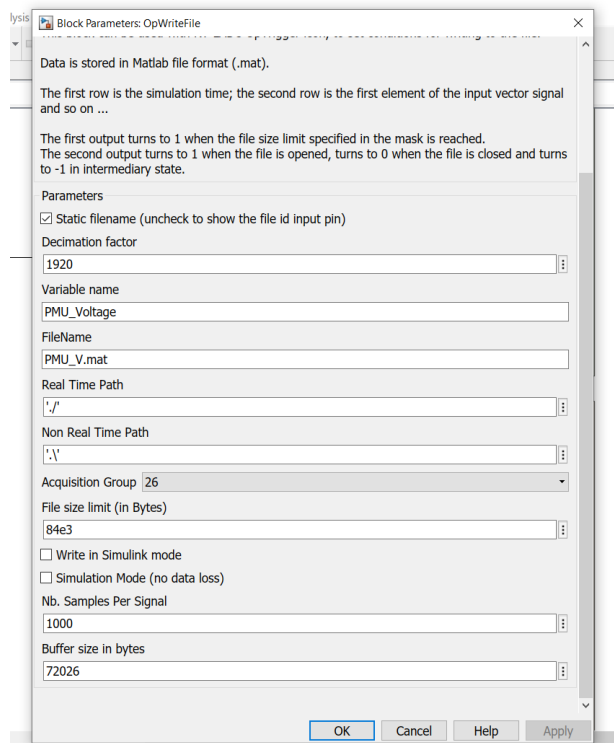 lysis
Block Parameters: OpWriteFile
Data is stored in Matlab file format (.mat).
The first row is the simulation time; the second row is the first element of the input vector signal
and so on ...
The first output turns to 1 when the file size limit specified in the mask is reached.
The second output turns to 1 when the file is opened, turns to 0 when the file is closed and turns
to -1 in intermediary state.
Parameters
Static filename (uncheck to show the file id input pin)
Decimation factor
1920
Variable name
PMU_Voltage
FileName
PMU_V.mat
Real Time Path
'./'
Non Real Time Path
'.\'
Acquisition Group 26
File size limit (in Bytes)
84e3
Write in Simulink mode
Simulation Mode (no data loss)
Nb. Samples Per Signal
1000
Buffer size in bytes
72026
OK Cancel Help Apply